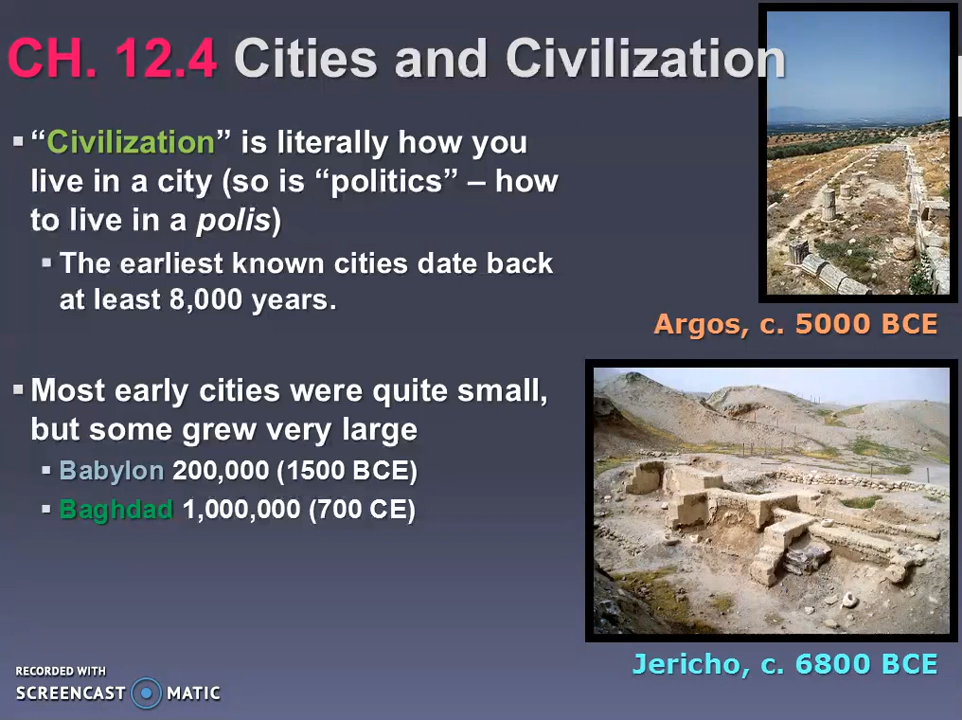 CH. 12.4 Cities and Civilization
▪ “Civilization” is literally how you
live in a city (so is “politics” – how
to live in a polis)
▪ The earliest known cities date back
at least 8,000 years.
Argos, c. 5000 BCE
▪ Most early cities were quite small,
but some grew very large
▪ Babylon 200,000 (1500 BCE)
▪ Baghdad 1,000,000 (700 CE)
Jericho, c. 6800 BCE
RECORDED WITH
SCREENCAST MATIC